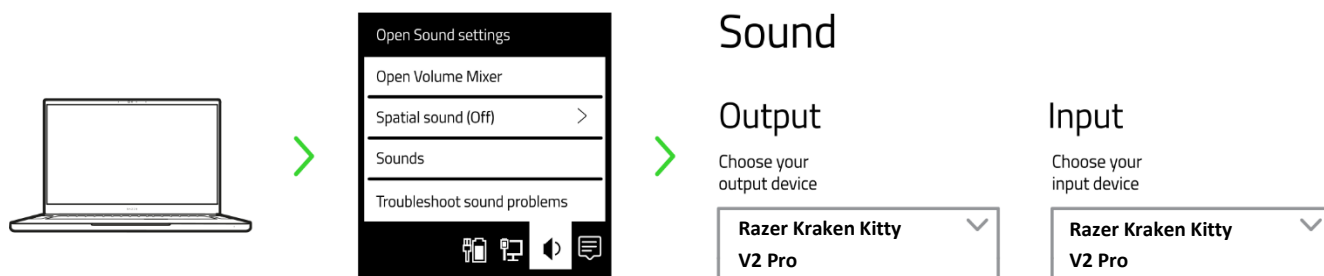 Open Sound settings
Open Volume Mixer
Spatial sound (Off)
Sounds
Troubleshoot sound problems
Sound
Output
Choose your
output device
Razer Kraken Kitty
V2 Pro
Input
Choose your
input device
Razer Kraken Kitty
V2 Pro